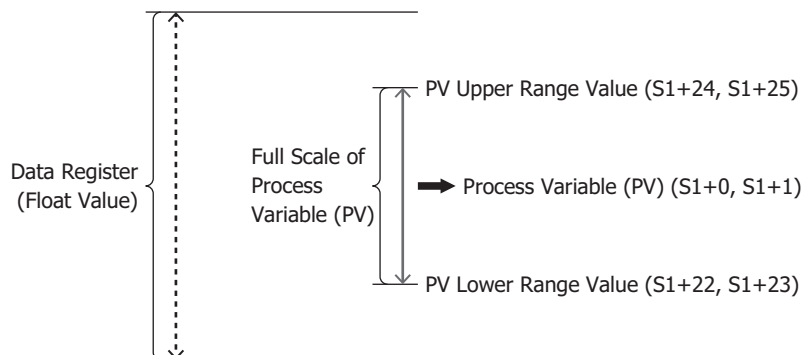 PV Upper Range Value (S1+24, S1+25)
Data Register
(Float Value)
Full Scale of
Process
Variable (PV)
Process Variable (PV) (S1+0, S1+1)
PV Lower Range Value (S1+22, S1+23)